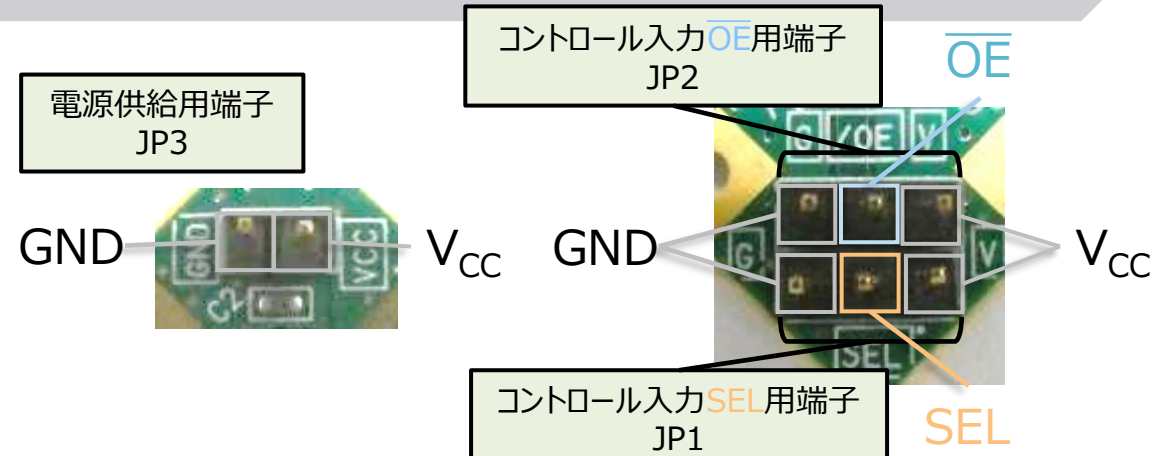 コントロール入力OE用端子
JP2
OE
電源供給用端子
JP3
G /OE V
GND
GND
VCC
VCC
GND
G
V
VCC
C2
SEL
コントロール入力SEL用端子
JP1
SEL